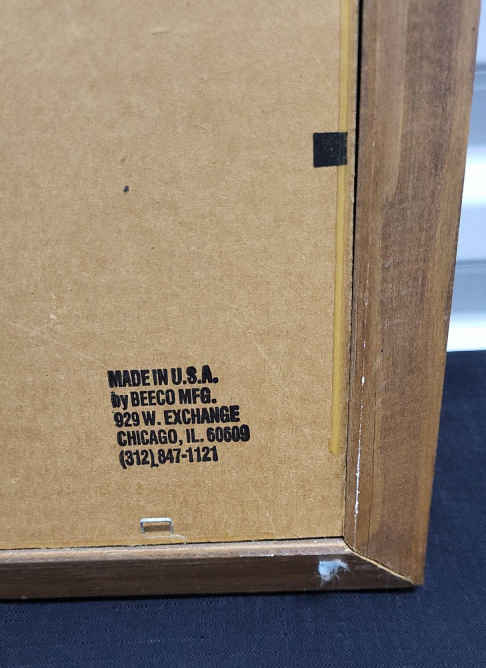 MADE IN U.S.A.
by BEECO MFG.
929 W. EXCHANGE
CHICAGO, IL. 60609
(312) 847-1121